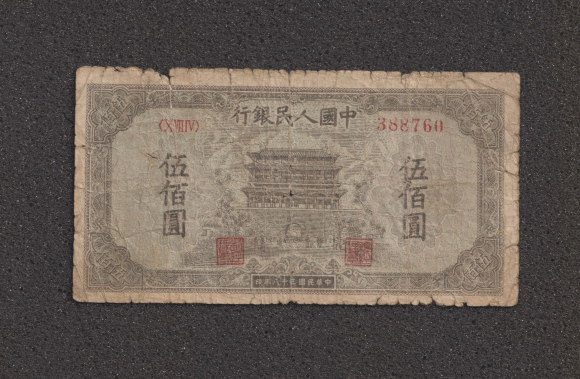 行銀民人國中
(XⅧⅣ)
388760
伍佰圓
伍佰圓
印年八十三國民華中